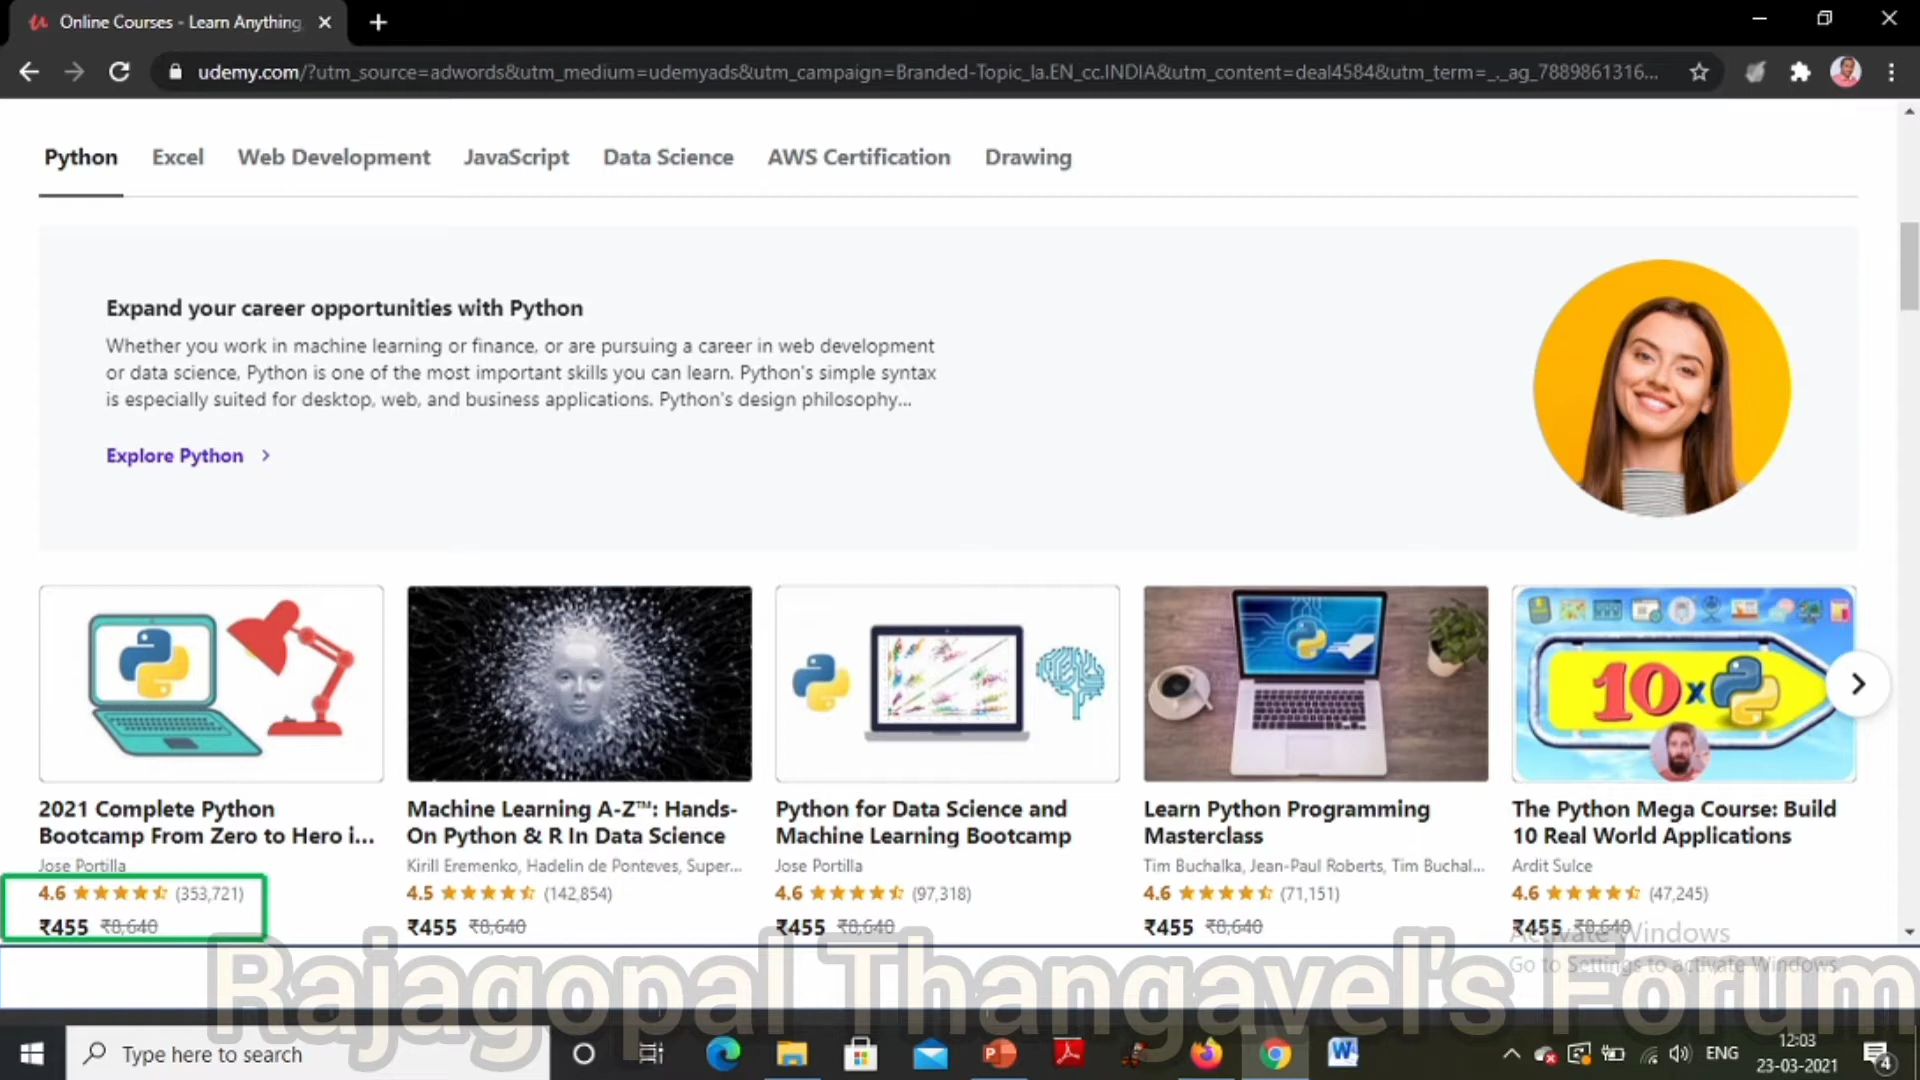 Online Courses - Learn Anything
udemy.com/?utm_source=adwords&utm_medium=udemyads&utm_campaign=Branded-Topic_la.EN_cc.INDIA&utm_content=deal4584&utm_term=_._ag_7889861316...
Python Excel Web Development JavaScript Data Science AWS Certification Drawing
Expand your career opportunities with Python
Whether you work in machine learning or finance, or are pursuing a career in web development
or data science, Python is one of the most important skills you can learn. Python's simple syntax
is especially suited for desktop, web, and business applications. Python's design philosophy...
Explore Python
10x
2021 Complete Python
Bootcamp From Zero to Hero i...
Jose Portilla
4.6 (353,721)
₹455 ₹8,640
Machine Learning A-Z™: Hands-
On Python & R In Data Science
Kirill Eremenko, Hadelin de Ponteves, Super...
4.5 (142,854)
₹455 ₹8,640
Python for Data Science and
Machine Learning Bootcamp
Jose Portilla
4.6 (97,318)
₹455 ₹8,640
Learn Python Programming
Masterclass
Tim Buchalka, Jean-Paul Roberts, Tim Buchal...
4.6 (71,151)
₹455 ₹8,640
The Python Mega Course: Build
10 Real World Applications
Ardit Sulce
4.6 (47,245)
₹455 ₹8,640
Activate Windows
Go to Settings to activate Windows.
Rajagopal Thangavel's Forum
Type here to search
ENG
12:03
23-03-2021
4